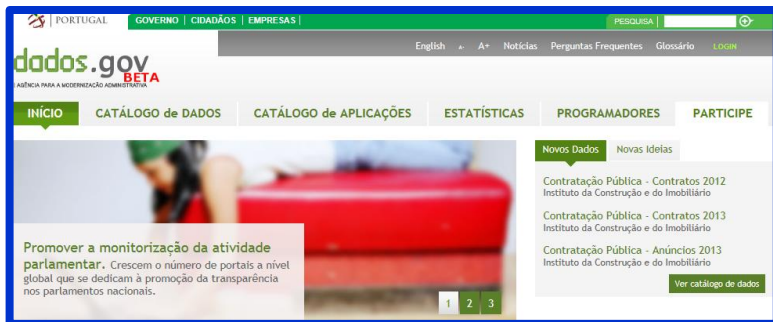 PORTUGAL GOVERNO | CIDADÃOS | EMPRESAS | PESQUISA
English A- A+ Notícias Perguntas Frequentes Glossário LOGIN
dados.gov
BETA
AGÊNCIA PARA A MODERNIZAÇÃO ADMINISTRATIVA
INÍCIO CATÁLOGO de DADOS CATÁLOGO de APLICAÇÕES ESTATÍSTICAS PROGRAMADORES PARTICIPE
Novos Dados Novas Ideias
Contratação Pública - Contratos 2012
Instituto da Construção e do Imobiliário
Contratação Pública - Contratos 2013
Instituto da Construção e do Imobiliário
Contratação Pública - Anúncios 2013
Instituto da Construção e do Imobiliário
Ver catálogo de dados
Promover a monitorização da atividade
parlamentar. Crescem o número de portais a nível
global que se dedicam à promoção da transparência
nos parlamentos nacionais.
1 2 3